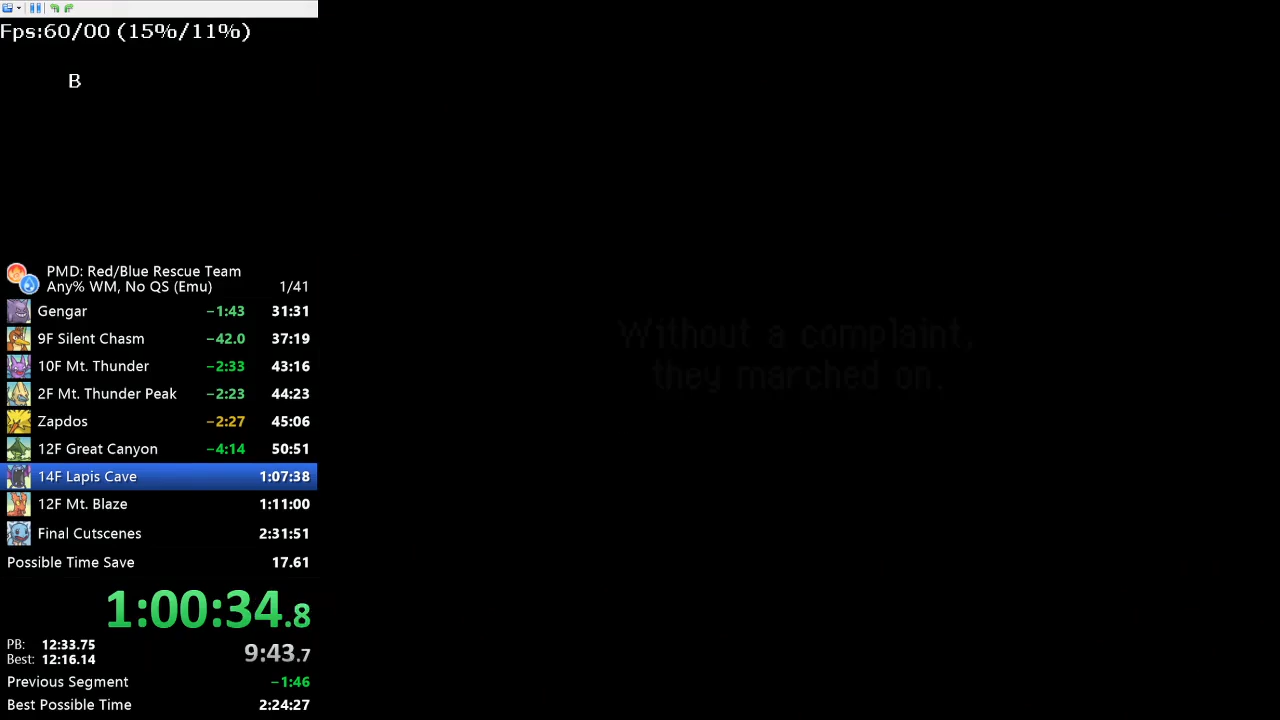 Fps:60/00 (15%/11%)
B
PMD: Red/Blue Rescue Team
Any% WM, No QS (Emu) 1/41
Gengar −1:43 31:31
9F Silent Chasm −42.0 37:19
10F Mt. Thunder −2:33 43:16
2F Mt. Thunder Peak −2:23 44:23
Zapdos −2:27 45:06
12F Great Canyon −4:14 50:51
14F Lapis Cave 1:07:38
12F Mt. Blaze 1:11:00
Final Cutscenes 2:31:51
Possible Time Save 17.61
1:00:34.8
PB: 12:33.75
Best: 12:16.14
9:43.7
Previous Segment −1:46
Best Possible Time 2:24:27
Without a complaint,
they marched on.